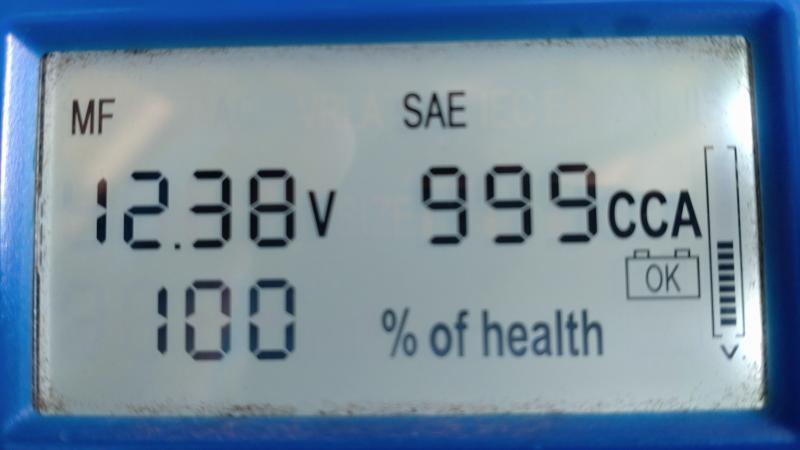 MF SAE
12.38V 999CCA
OK
100 % of health
V